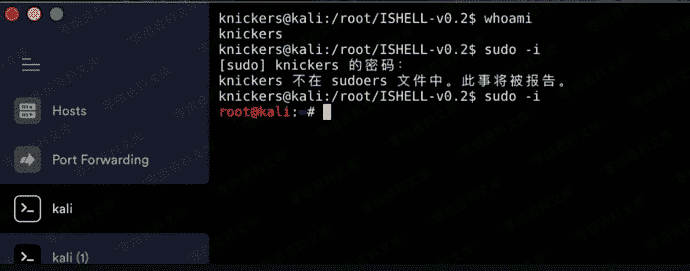 knickers@kali:/root/ISHELL-v0.2$ whoami
knickers
knickers@kali:/root/ISHELL-v0.2$ sudo -i
[sudo] knickers 的密码：
knickers 不在 sudoers 文件中。此事将被报告。
knickers@kali:/root/ISHELL-v0.2$ sudo -i
root@kali:~#
Hosts
Port Forwarding
kali
kali (1)